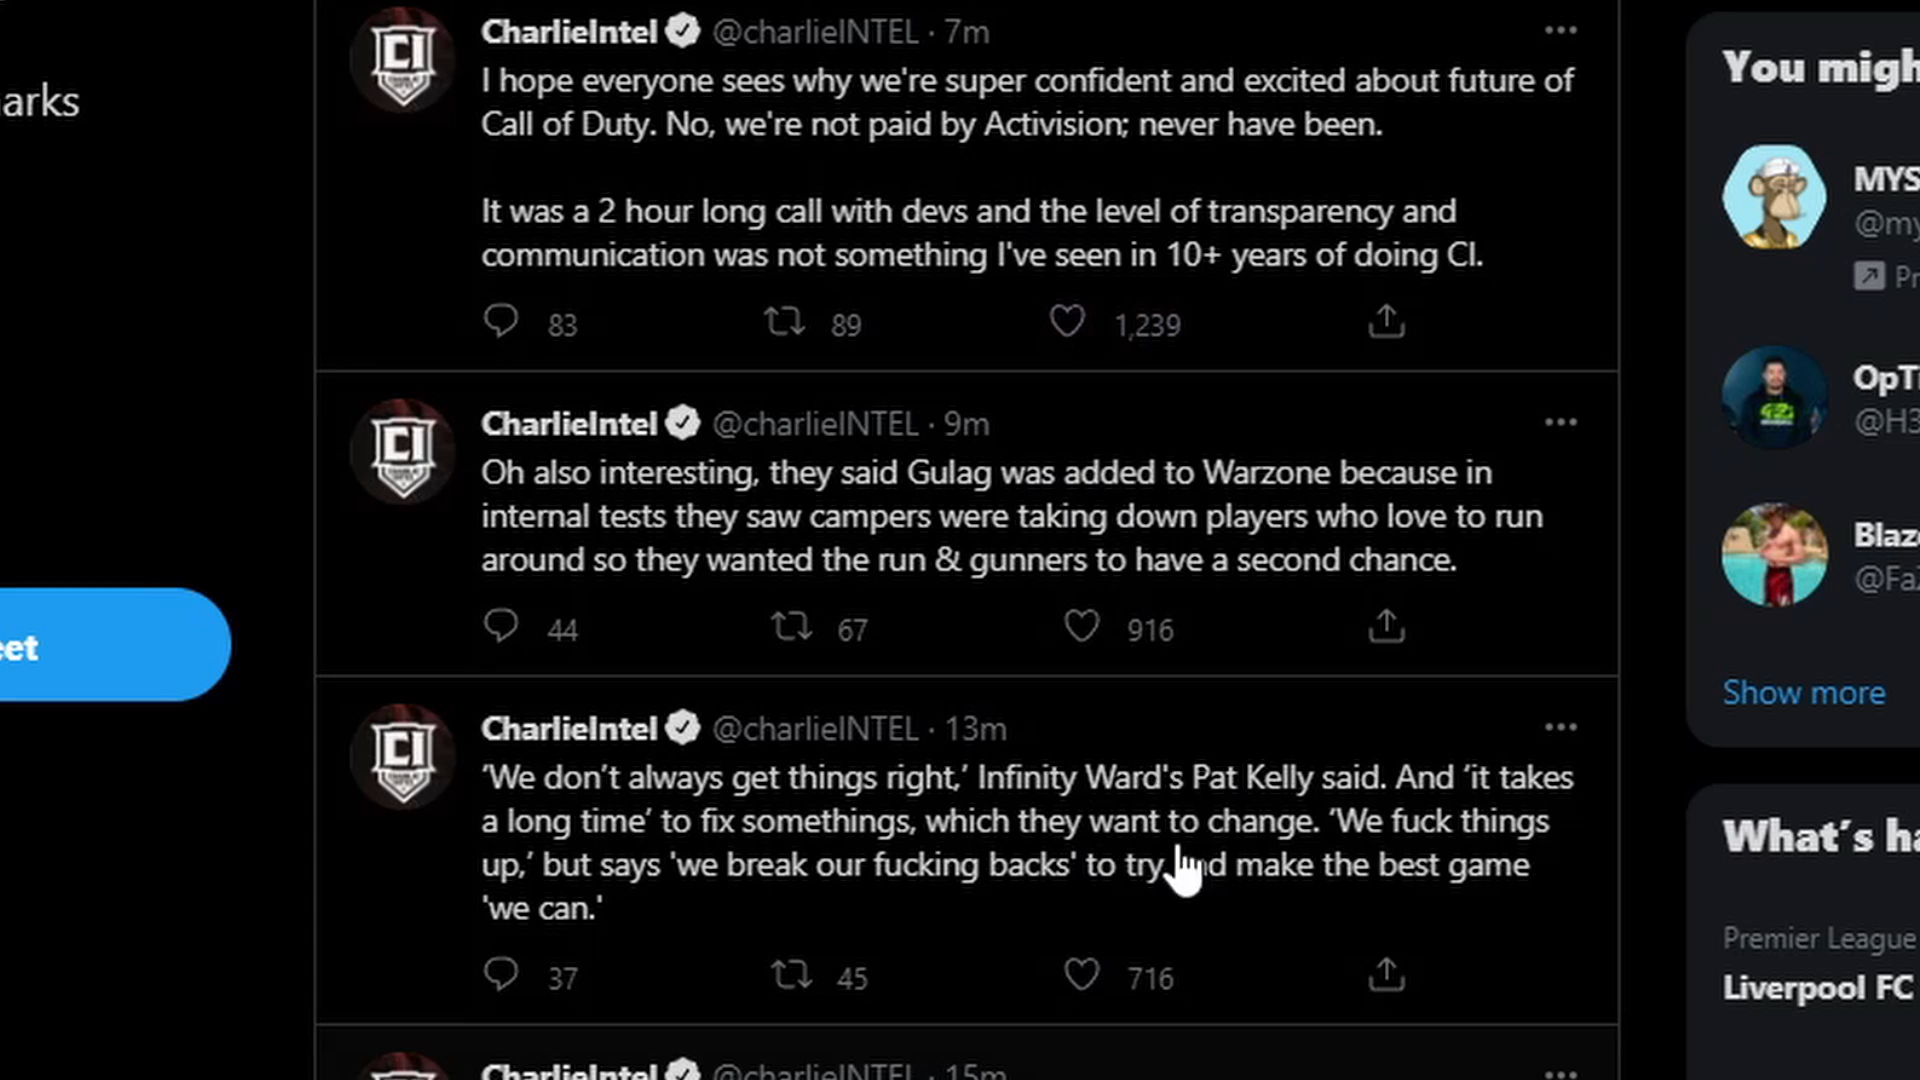 CharlieIntel @charlieINTEL · 7m
I hope everyone sees why we're super confident and excited about future of
Call of Duty. No, we're not paid by Activision; never have been.
It was a 2 hour long call with devs and the level of transparency and
communication was not something I've seen in 10+ years of doing CI.
83 89 1,239
CharlieIntel @charlieINTEL · 9m
Oh also interesting, they said Gulag was added to Warzone because in
internal tests they saw campers were taking down players who love to run
around so they wanted the run & gunners to have a second chance.
44 67 916
CharlieIntel @charlieINTEL · 13m
‘We don’t always get things right,’ Infinity Ward's Pat Kelly said. And ‘it takes
a long time’ to fix somethings, which they want to change. ‘We fuck things
up,’ but says 'we break our fucking backs' to try nd make the best game
'we can.'
37 45 716
CharlieIntel @charlieINTEL · 15m
CI
CI
CI
arks
eet
You migh
MYS
@my
Pr
OpTi
@H3
Blaze
@Fa
Show more
What’s ha
Premier League
Liverpool FC